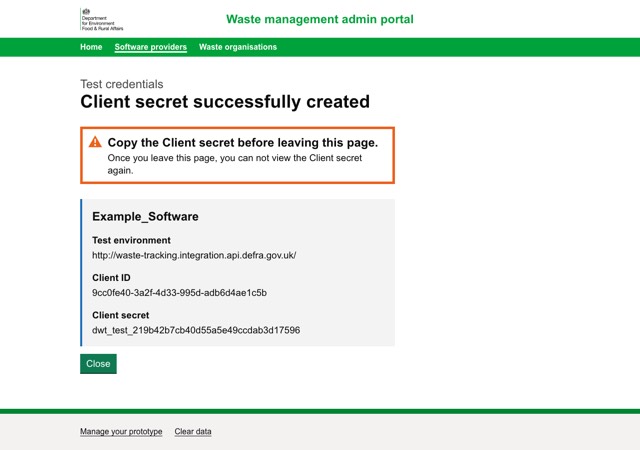 Department
for Environment
Food & Rural Affairs
Waste management admin portal
Home Software providers Waste organisations
Test credentials
Client secret successfully created
Copy the Client secret before leaving this page.
Once you leave this page, you can not view the Client secret
again.
Example_Software
Test environment
http://waste-tracking.integration.api.defra.gov.uk/
Client ID
9cc0fe40-3a2f-4d33-995d-adb6d4ae1c5b
Client secret
dwt_test_219b42b7cb40d55a5e49ccdab3d17596
Close
Manage your prototype Clear data